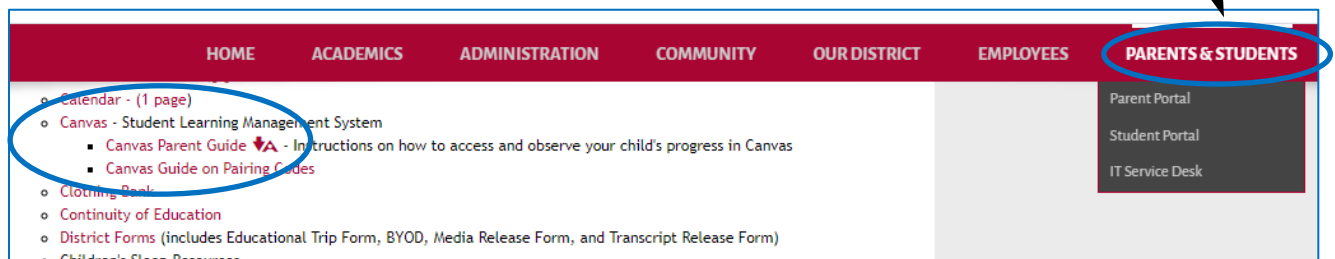 HOME ACADEMICS ADMINISTRATION COMMUNITY OUR DISTRICT EMPLOYEES PARENTS & STUDENTS
Calendar - (1 page)
Canvas - Student Learning Management System
Canvas Parent Guide - Instructions on how to access and observe your child's progress in Canvas
Canvas Guide on Pairing Codes
Clothing Bank
Continuity of Education
District Forms (includes Educational Trip Form, BYOD, Media Release Form, and Transcript Release Form)
Children's Sleep Resources
Parent Portal
Student Portal
IT Service Desk